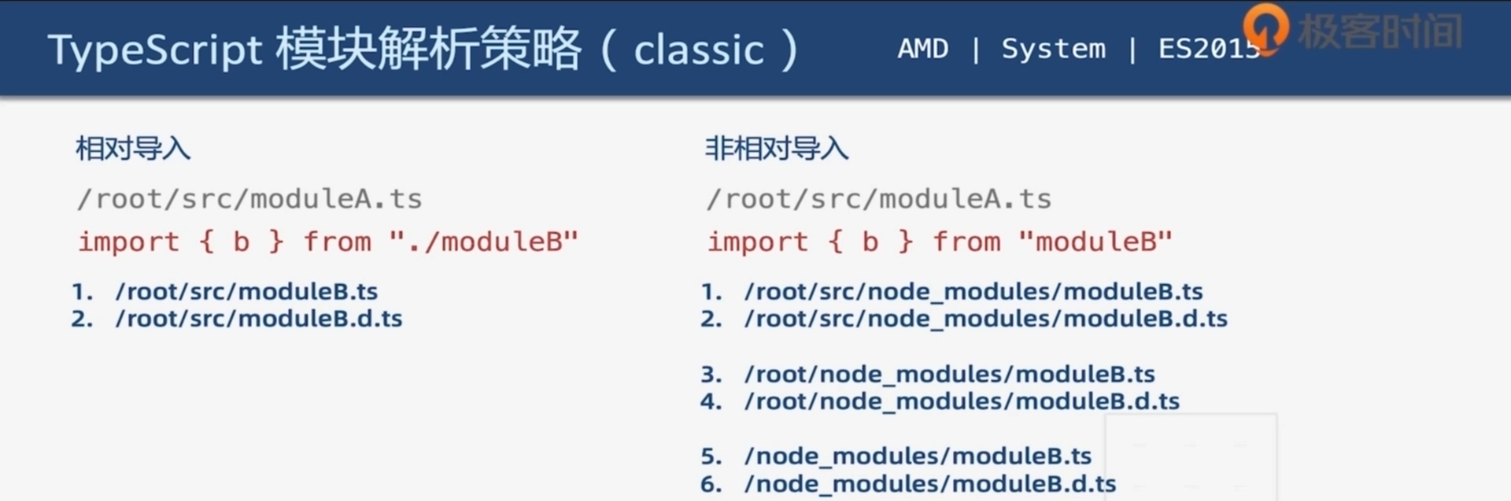 TypeScript 模块解析策略（classic）
AMD | System | ES2015
极客时间
相对导入
/root/src/moduleA.ts
import { b } from "./moduleB"
1. /root/src/moduleB.ts
2. /root/src/moduleB.d.ts
非相对导入
/root/src/moduleA.ts
import { b } from "moduleB"
1. /root/src/node_modules/moduleB.ts
2. /root/src/node_modules/moduleB.d.ts
3. /root/node_modules/moduleB.ts
4. /root/node_modules/moduleB.d.ts
5. /node_modules/moduleB.ts
6. /node_modules/moduleB.d.ts